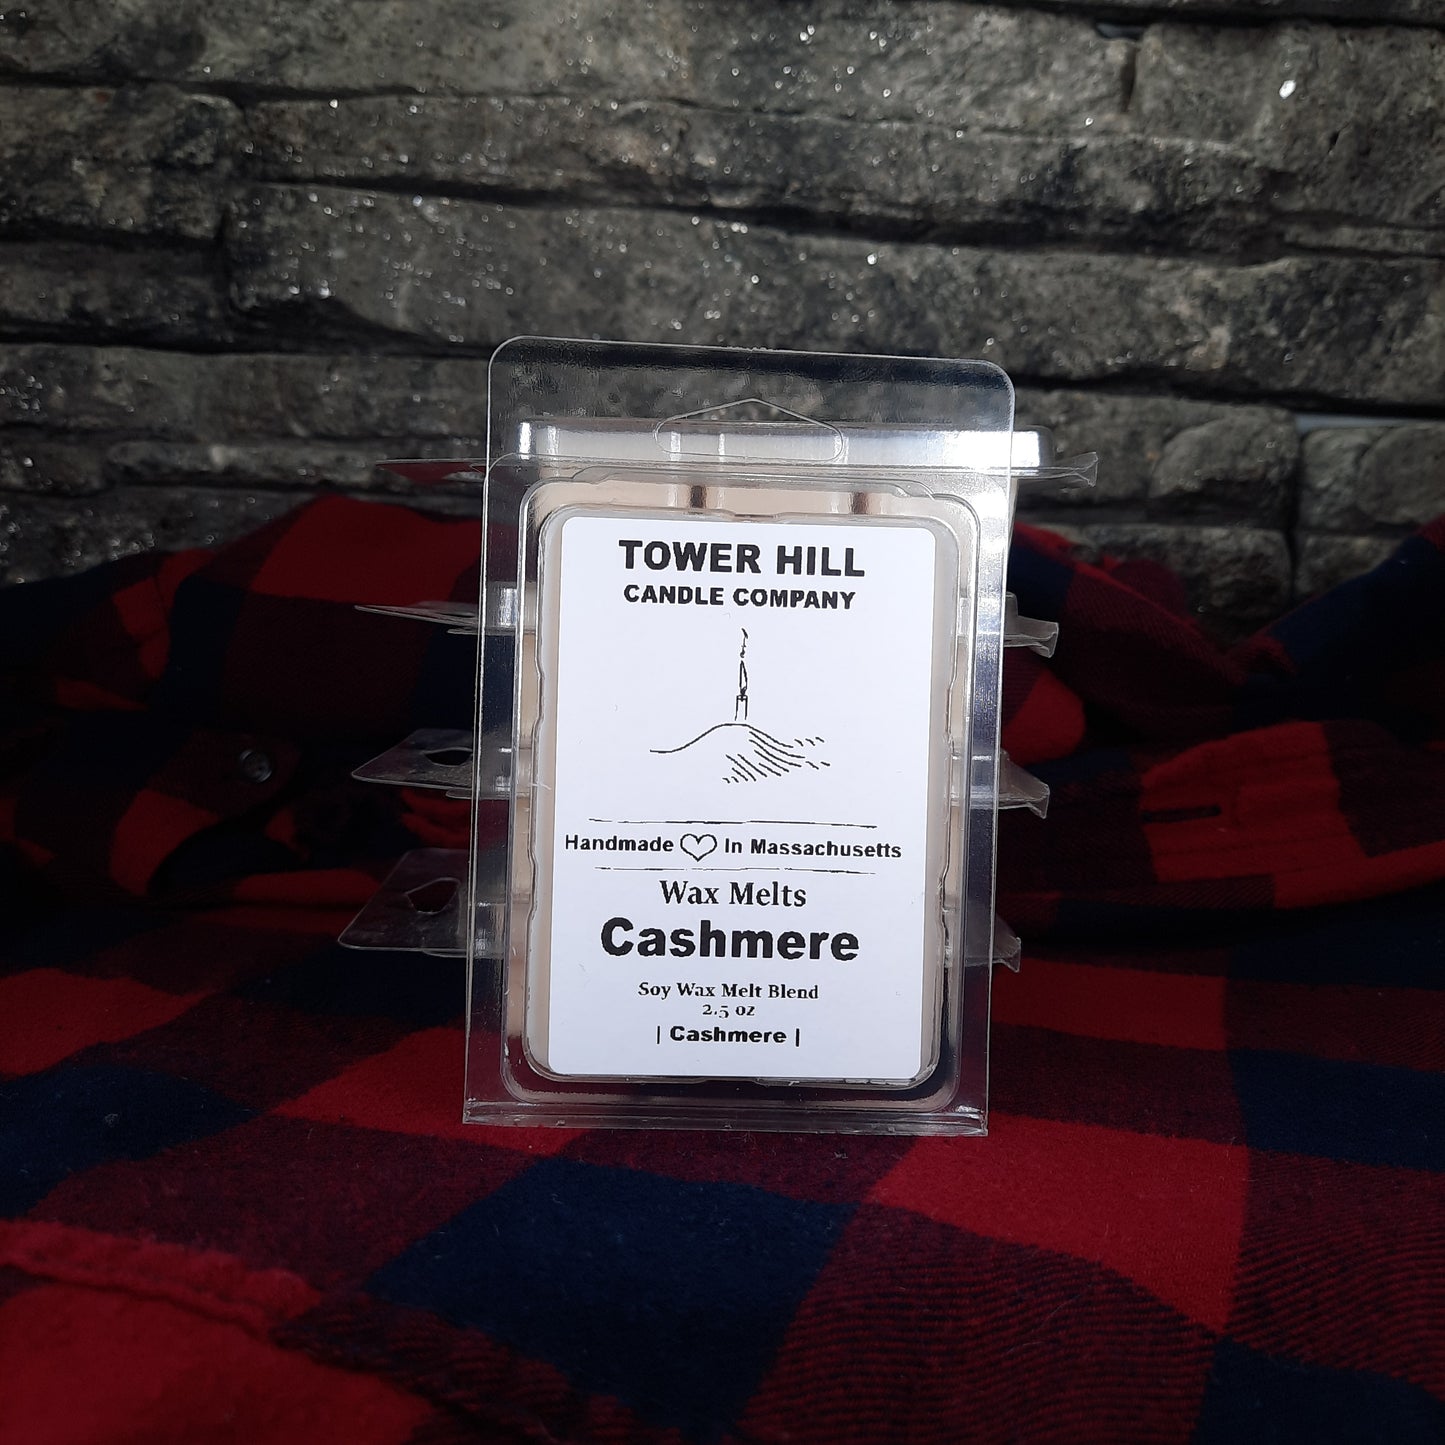 TOWER HILL
CANDLE COMPANY
Handmade ♡ In Massachusetts
Wax Melts
Cashmere
Soy Wax Melt Blend
2.5 oz
| Cashmere |